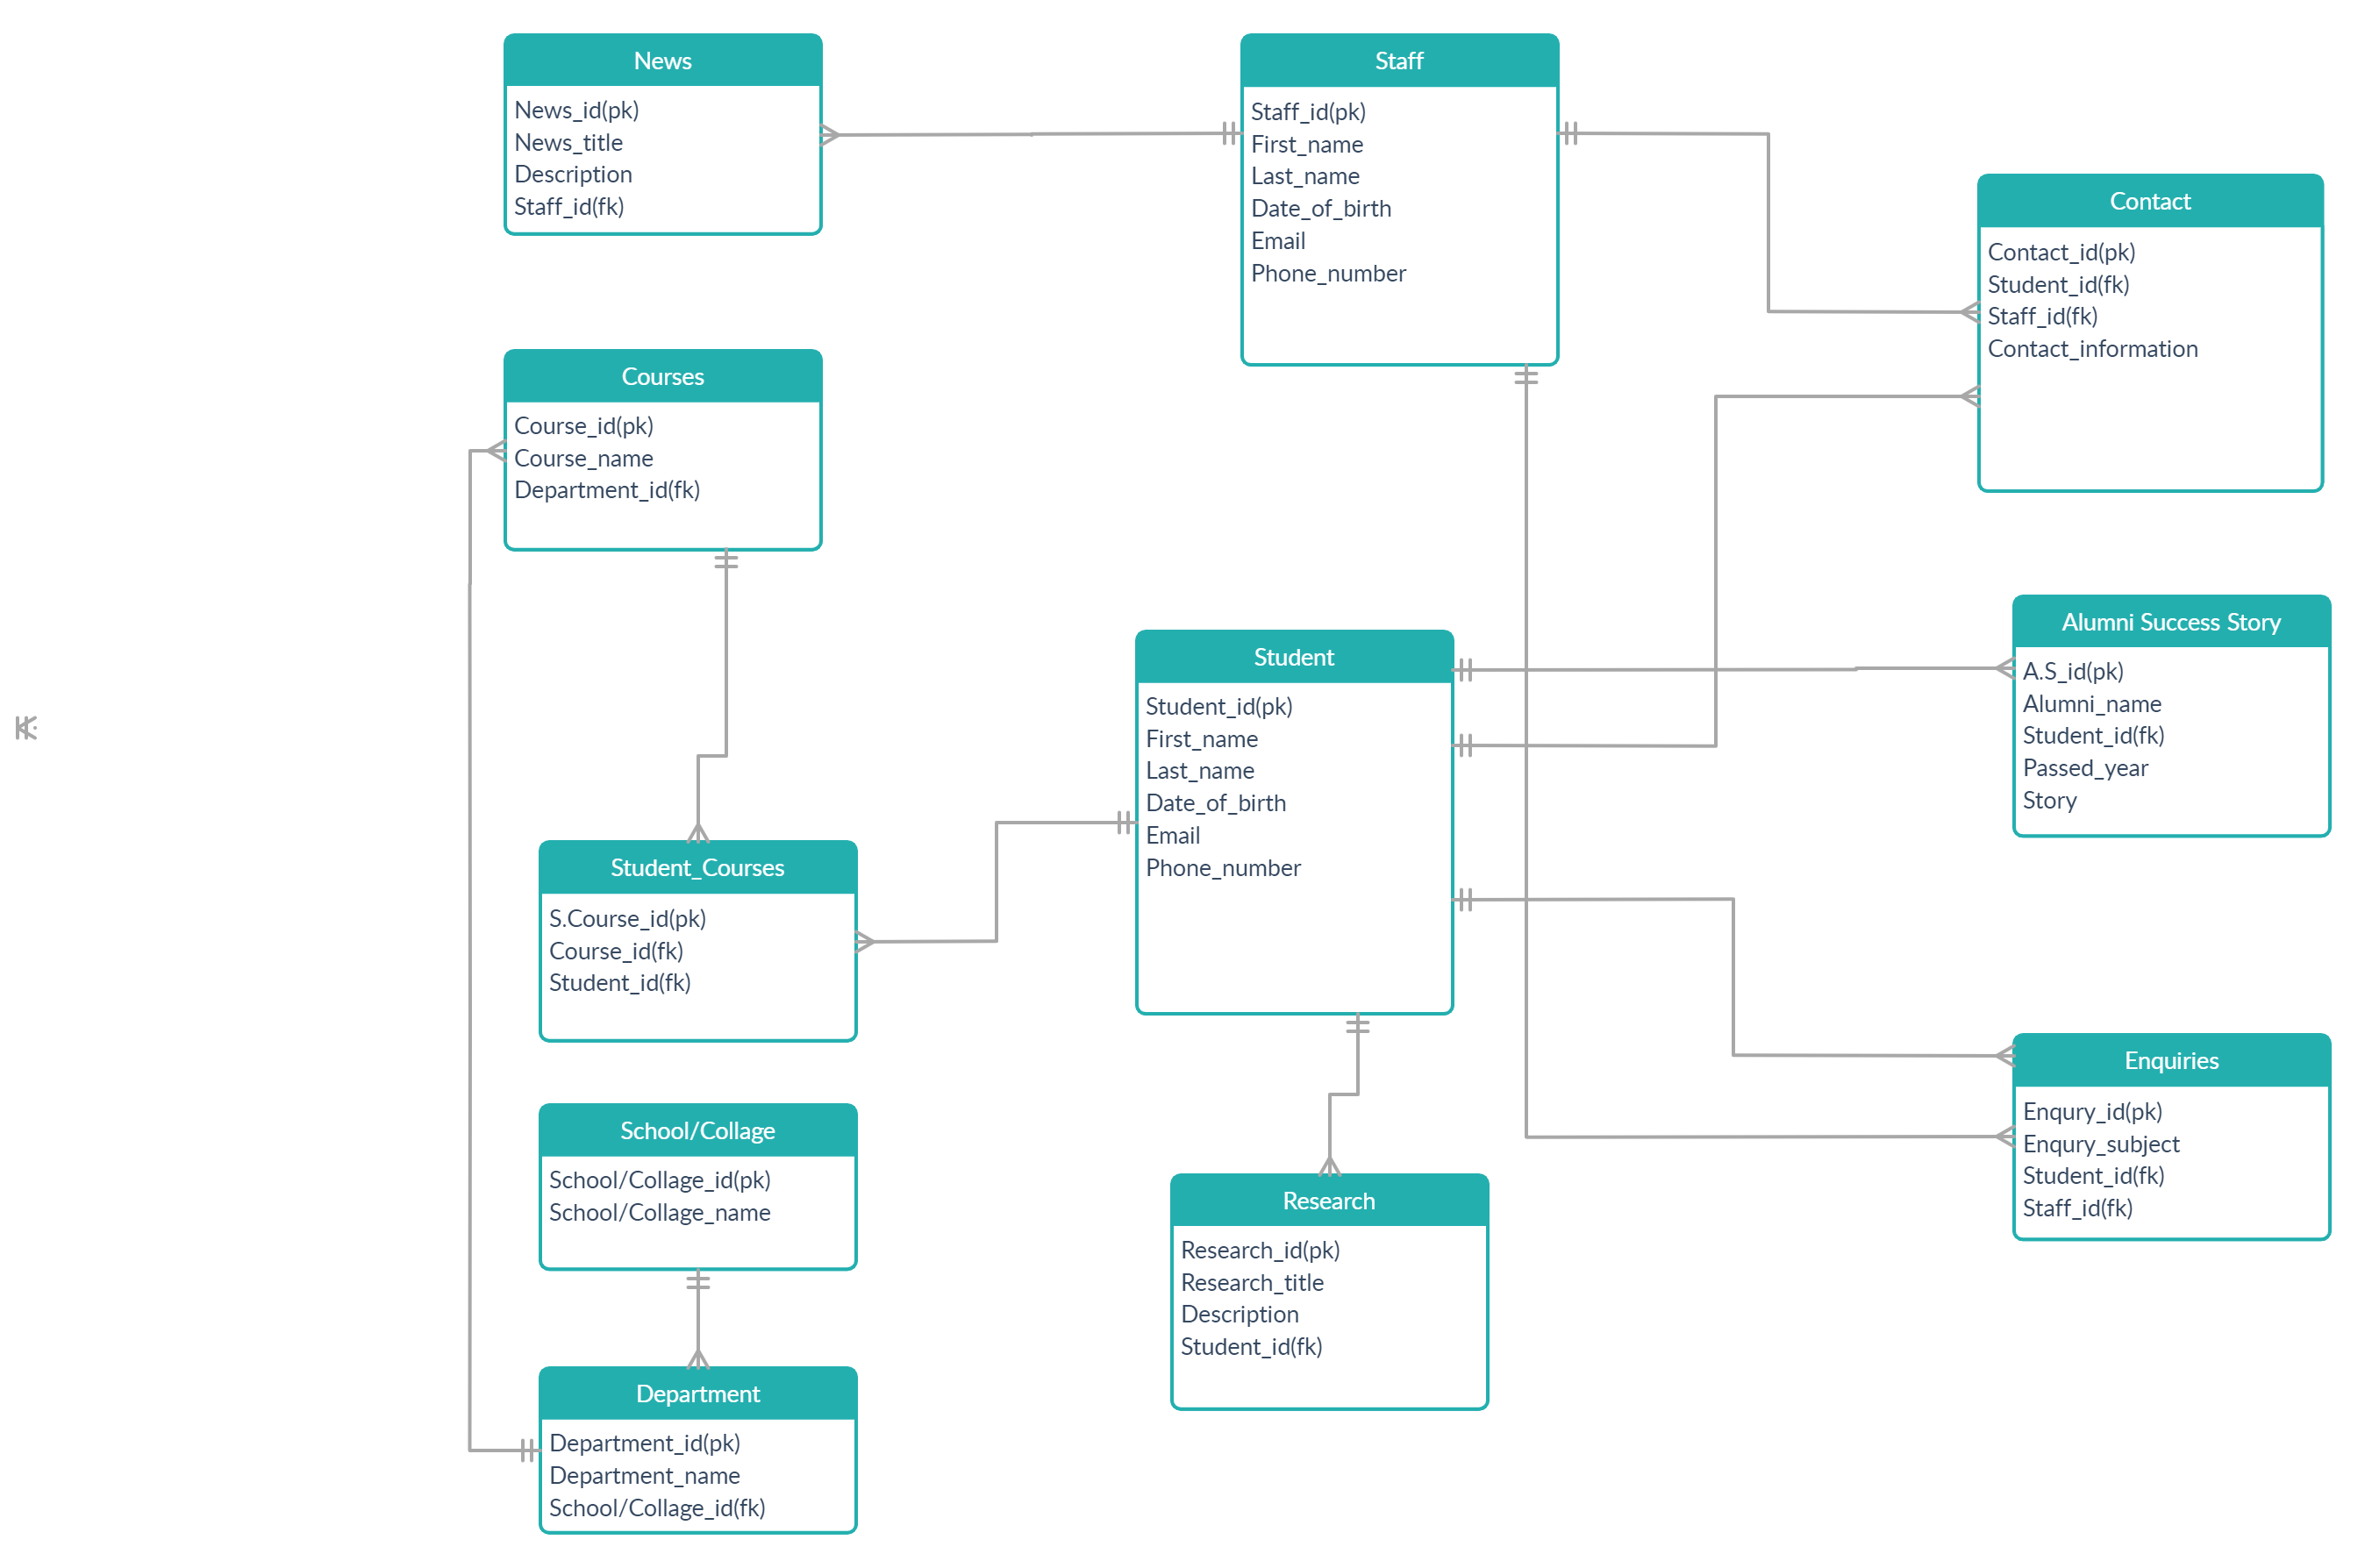 News
News_id(pk)
News_title
Description
Staff_id(fk)
Staff
Staff_id(pk)
First_name
Last_name
Date_of_birth
Email
Phone_number
Contact
Contact_id(pk)
Student_id(fk)
Staff_id(fk)
Contact_information
Courses
Course_id(pk)
Course_name
Department_id(fk)
Student
Student_id(pk)
First_name
Last_name
Date_of_birth
Email
Phone_number
Alumni Success Story
A.S_id(pk)
Alumni_name
Student_id(fk)
Passed_year
Story
Student_Courses
S.Course_id(pk)
Course_id(fk)
Student_id(fk)
School/Collage
School/Collage_id(pk)
School/Collage_name
Research
Research_id(pk)
Research_title
Description
Student_id(fk)
Enquiries
Enqury_id(pk)
Enqury_subject
Student_id(fk)
Staff_id(fk)
Department
Department_id(pk)
Department_name
School/Collage_id(fk)